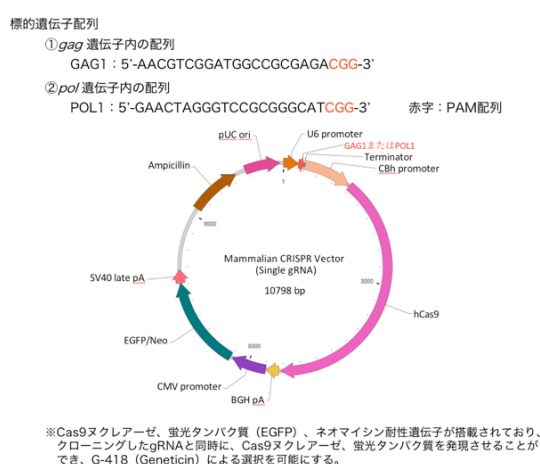 標的遺伝子配列
①gag 遺伝子内の配列
GAG1：5'-AACGTCGGATGGCCGCGAGACGG-3'
②pol 遺伝子内の配列
POL1：5'-GAACTAGGGTCCGCGGGCATCGG-3' 赤字：PAM配列
pUC ori
U6 promoter
GAG1またはPOL1
Terminator
CBh promoter
Ampicillin
1
9000
Mammalian CRISPR Vector
(Single gRNA)
10798 bp
3000
SV40 late pA
hCas9
EGFP/Neo
6000
CMV promoter
BGH pA
※Cas9ヌクレアーゼ、蛍光タンパク質（EGFP）、ネオマイシン耐性遺伝子が搭載されており、
クローニングしたgRNAと同時に、Cas9ヌクレアーゼ、蛍光タンパク質を発現させることが
でき、G-418（Geneticin）による選択を可能にする。